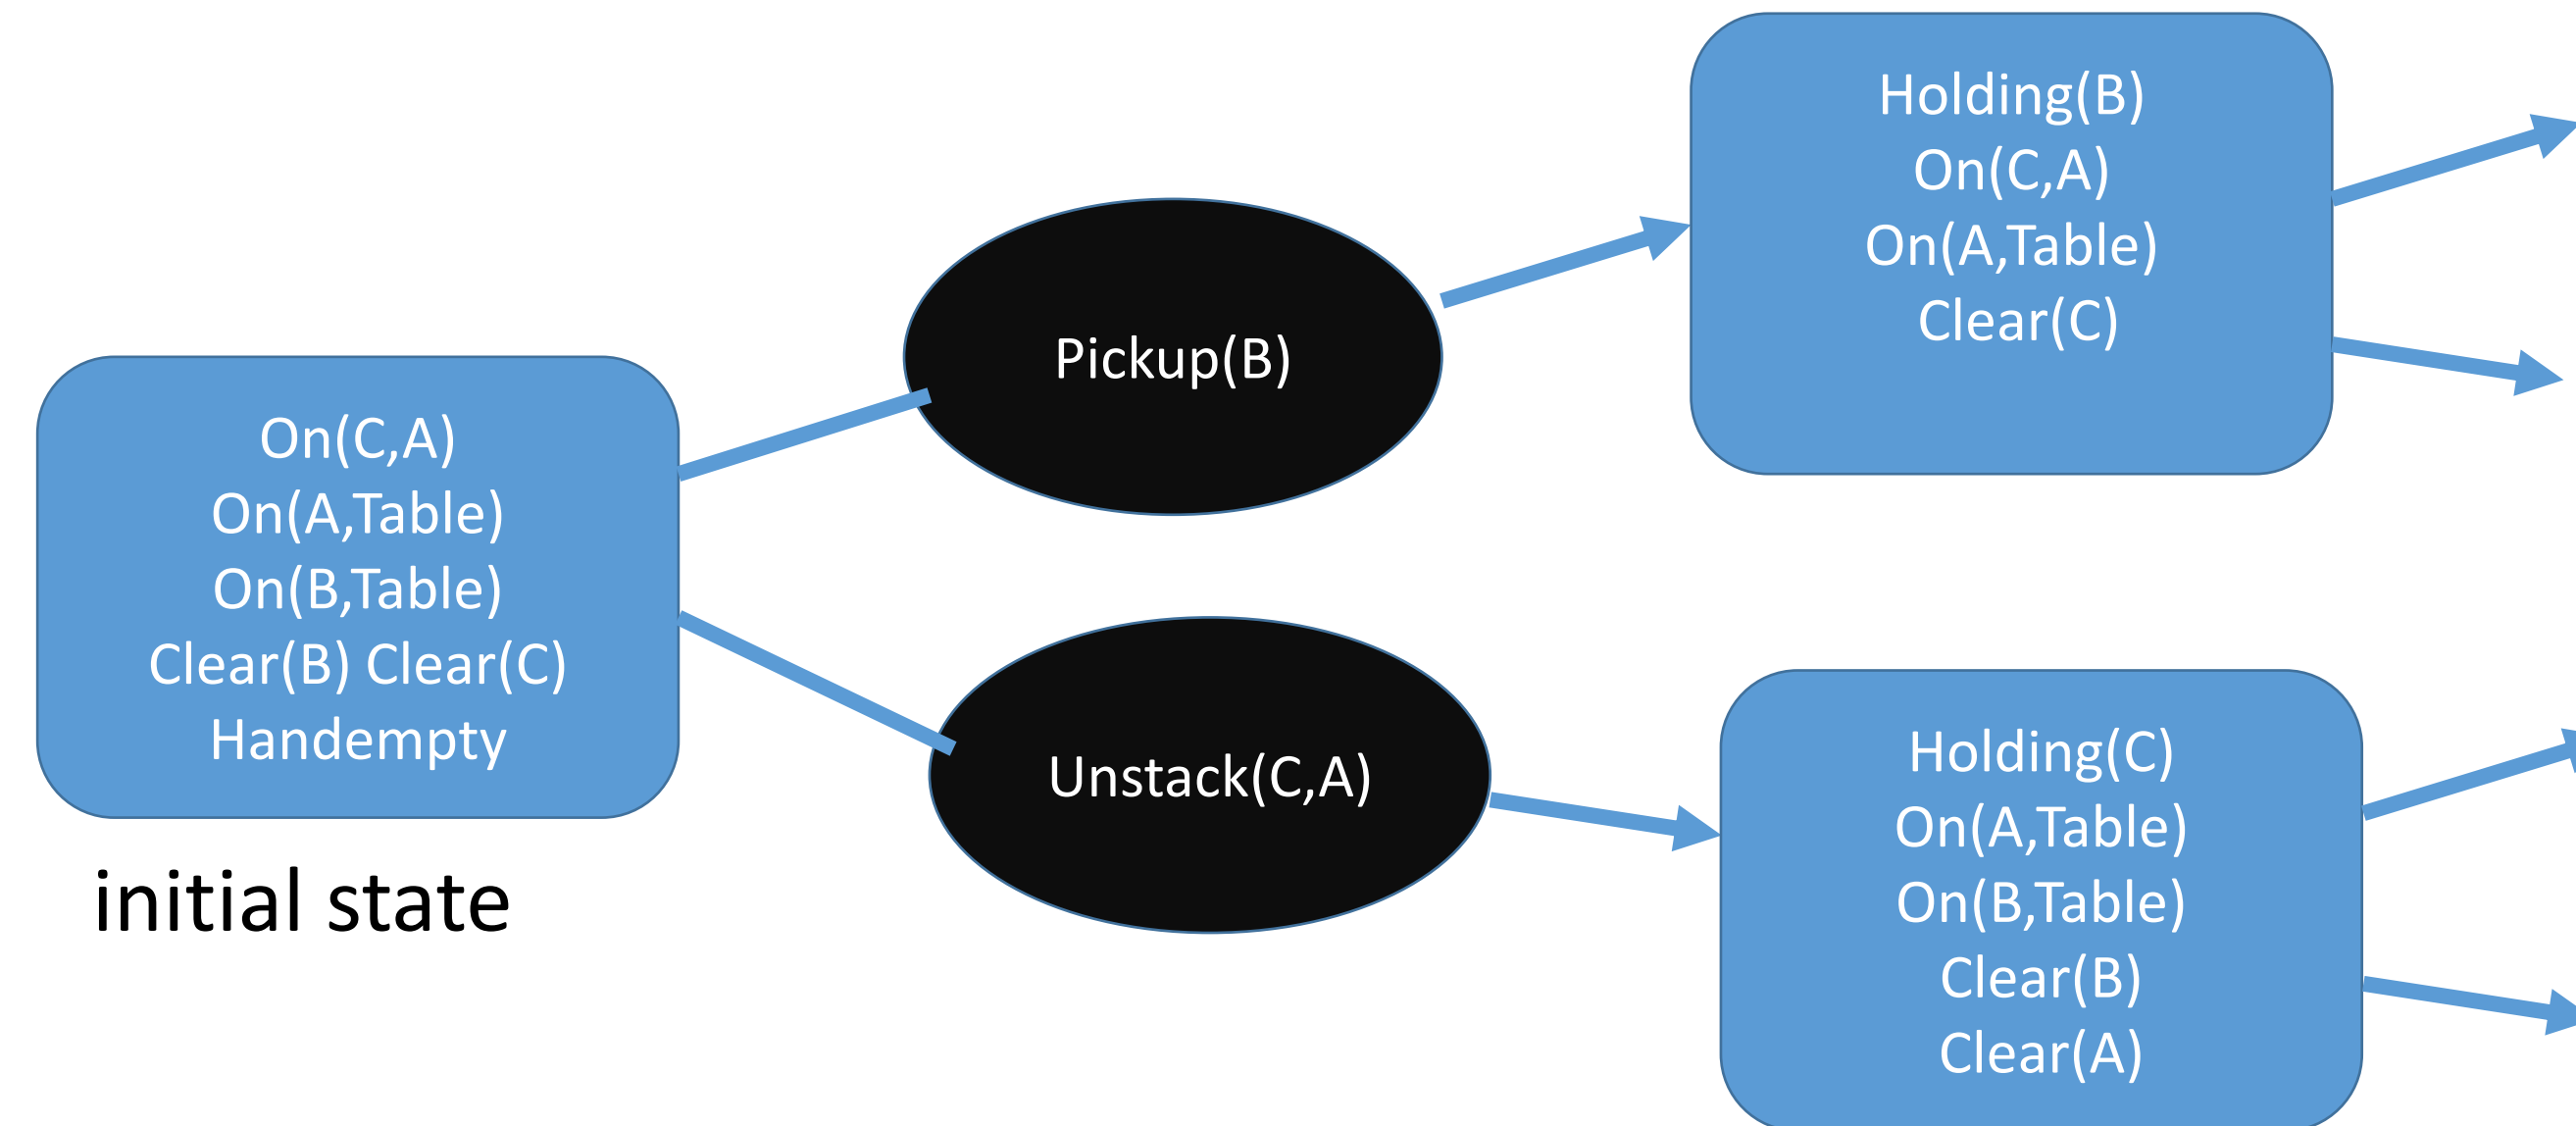 On(C,A)
On(A,Table)
On(B,Table)
Clear(B) Clear(C)
Handempty
initial state
Pickup(B)
Unstack(C,A)
Holding(B)
On(C,A)
On(A,Table)
Clear(C)
Holding(C)
On(A,Table)
On(B,Table)
Clear(B)
Clear(A)